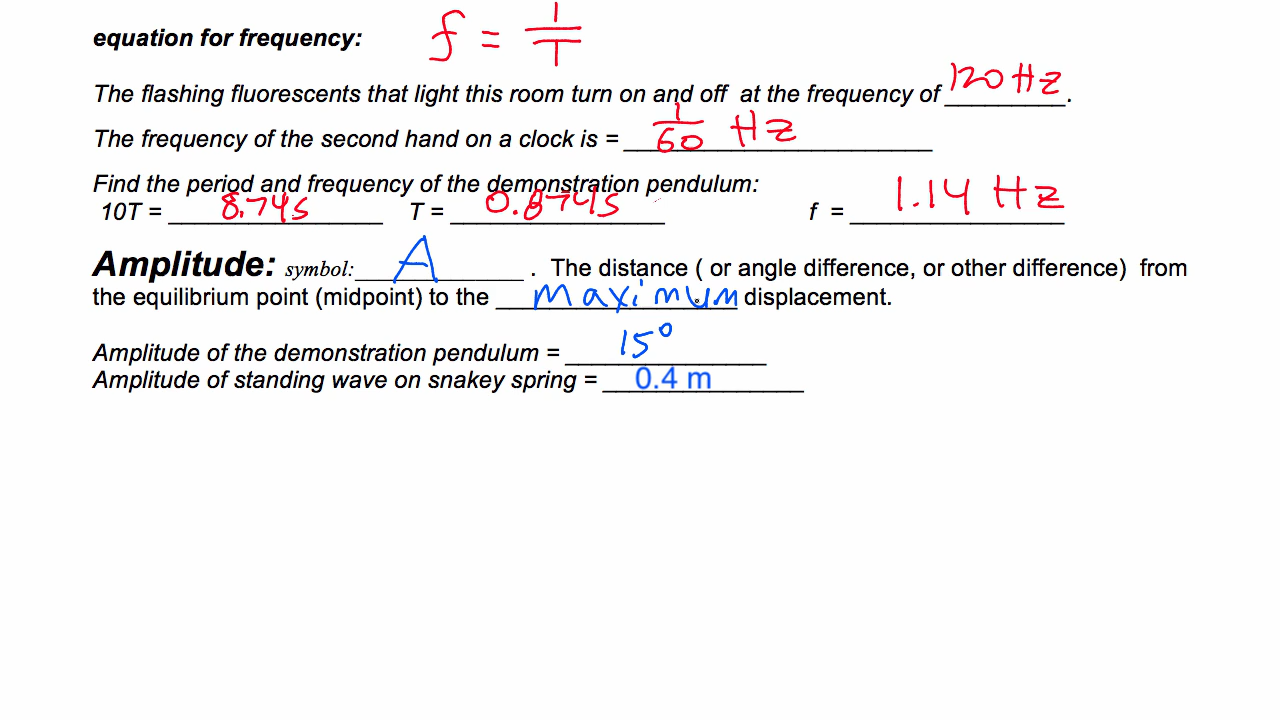 equation for frequency: f = 1/T
The flashing fluorescents that light this room turn on and off at the frequency of 120 Hz.
The frequency of the second hand on a clock is = 1/60 Hz
Find the period and frequency of the demonstration pendulum:
10T = 8.74s T = 0.874s f = 1.14 Hz
Amplitude: symbol: A . The distance ( or angle difference, or other difference) from
the equilibrium point (midpoint) to the maximum displacement.
Amplitude of the demonstration pendulum = 15°
Amplitude of standing wave on snakey spring = 0.4 m